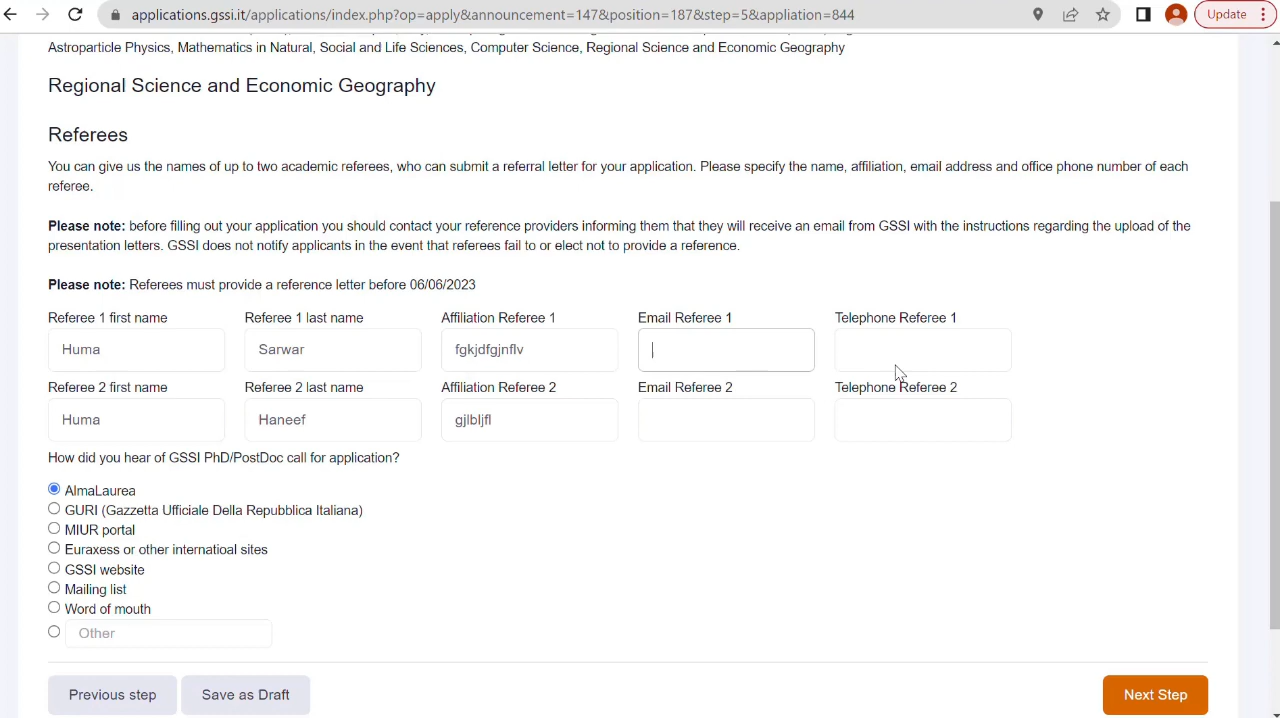 applications.gssi.it/applications/index.php?op=apply&announcement=147&position=187&step=5&appliation=844
Update
Astroparticle Physics, Mathematics in Natural, Social and Life Sciences, Computer Science, Regional Science and Economic Geography
Regional Science and Economic Geography
Referees
You can give us the names of up to two academic referees, who can submit a referral letter for your application. Please specify the name, affiliation, email address and office phone number of each
referee.
Please note: before filling out your application you should contact your reference providers informing them that they will receive an email from GSSI with the instructions regarding the upload of the
presentation letters. GSSI does not notify applicants in the event that referees fail to or elect not to provide a reference.
Please note: Referees must provide a reference letter before 06/06/2023
Referee 1 first name Referee 1 last name Affiliation Referee 1 Email Referee 1 Telephone Referee 1
Huma Sarwar fgkjdfgjnflv
Referee 2 first name Referee 2 last name Affiliation Referee 2 Email Referee 2 Telephone Referee 2
Huma Haneef gjlbljfl
How did you hear of GSSI PhD/PostDoc call for application?
AlmaLaurea
GURI (Gazzetta Ufficiale Della Repubblica Italiana)
MIUR portal
Euraxess or other internatioal sites
GSSI website
Mailing list
Word of mouth
Other
Previous step Save as Draft Next Step